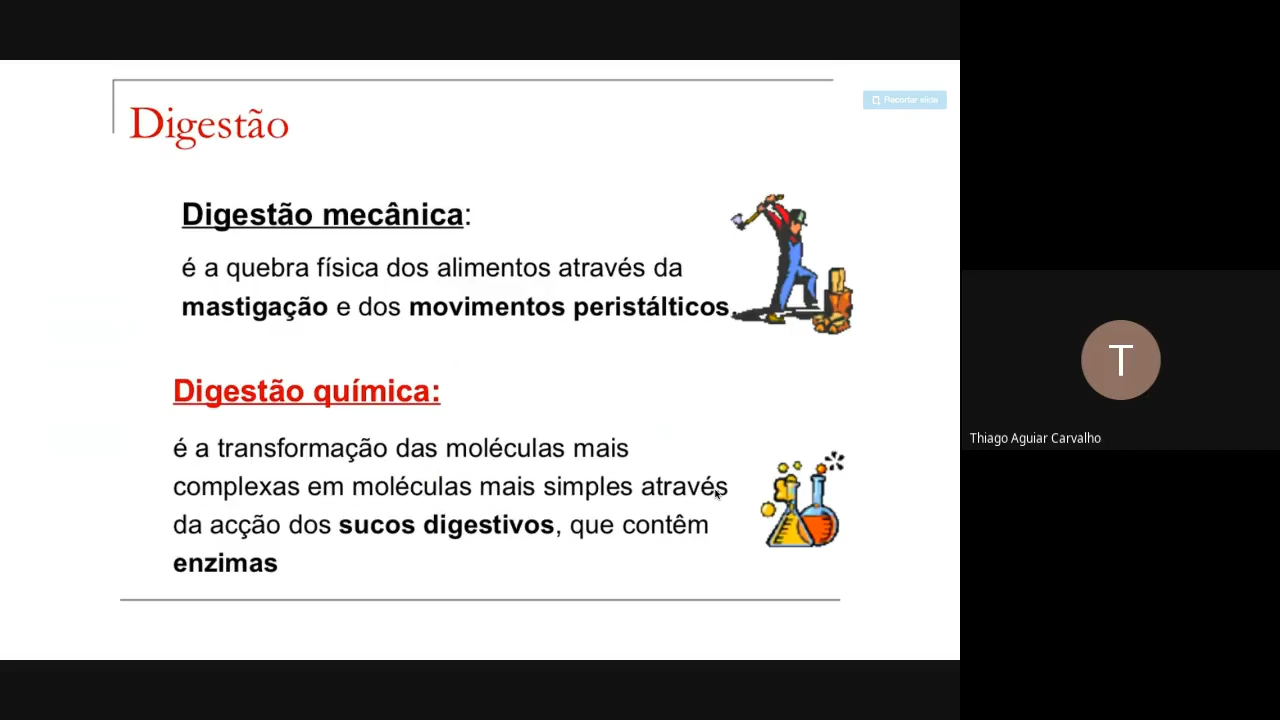 Recortar slide
Digestão
Digestão mecânica:
é a quebra física dos alimentos através da
mastigação e dos movimentos peristálticos.
Digestão química:
é a transformação das moléculas mais
complexas em moléculas mais simples através
da acção dos sucos digestivos, que contêm
enzimas
T
Thiago Aguiar Carvalho